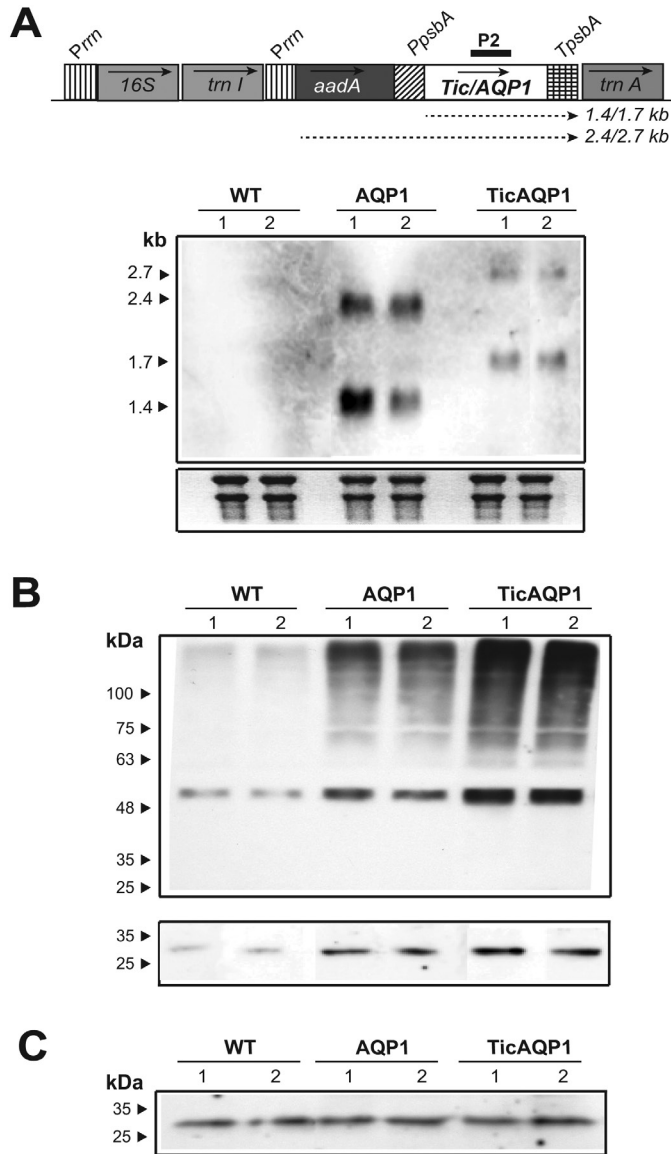 A
Prrn Prrn PpsbA P2 TpsbA
16S trn I aadA Tic/AQP1 trn A
1.4/1.7 kb
2.4/2.7 kb
WT AQP1 TicAQP1
1 2 1 2 1 2
kb
2.7
2.4
1.7
1.4
B
WT AQP1 TicAQP1
1 2 1 2 1 2
kDa
100
75
63
48
35
25
35
25
C
WT AQP1 TicAQP1
1 2 1 2 1 2
kDa
35
25